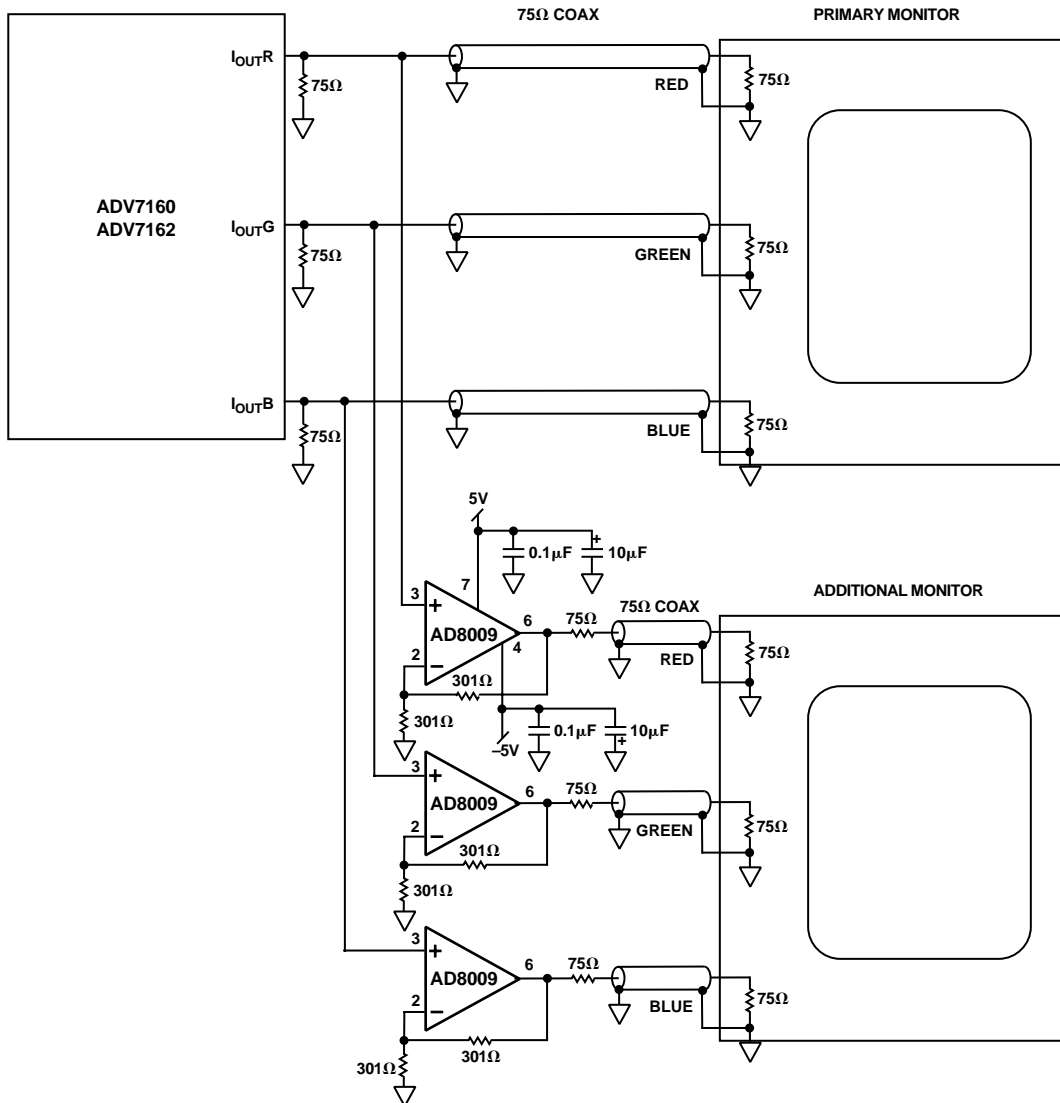 75Ω COAX
PRIMARY MONITOR
IOUTR
75Ω
RED
75Ω
ADV7160
ADV7162
IOUTG
75Ω
GREEN
75Ω
IOUTB
75Ω
BLUE
75Ω
5V
0.1μF
10μF
+
7
3
+
AD8009
6
4
2
−
75Ω
75Ω COAX
ADDITIONAL MONITOR
RED
75Ω
301Ω
301Ω
0.1μF
10μF
+
−5V
3
+
AD8009
6
2
−
75Ω
GREEN
75Ω
301Ω
301Ω
3
+
AD8009
6
2
−
75Ω
BLUE
75Ω
301Ω
301Ω